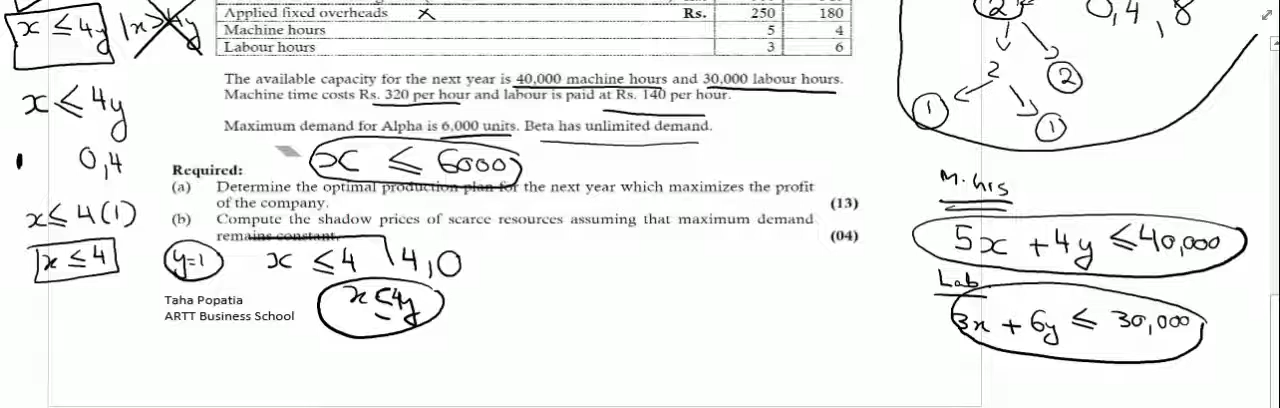 x ≤ 4y | x > 4y
Applied fixed overheads x Rs. 250 180
Machine hours 5 4
Labour hours 3 6
The available capacity for the next year is 40,000 machine hours and 30,000 labour hours.
Machine time costs Rs. 320 per hour and labour is paid at Rs. 140 per hour.
Maximum demand for Alpha is 6,000 units. Beta has unlimited demand.
x ≤ 4y
0,4
x ≤ 4(1)
x ≤ 4
x ≤ 6000
Required:
(a) Determine the optimal production plan for the next year which maximizes the profit
of the company. (13)
(b) Compute the shadow prices of scarce resources assuming that maximum demand
remains constant. (04)
y=1 x ≤ 4 4,0
x ≤ 4y
Taha Popatia
ARTT Business School
2 0,4,8
2 2
1 1
M. hrs
5x + 4y ≤ 40,000
Lab
3x + 6y ≤ 30,000